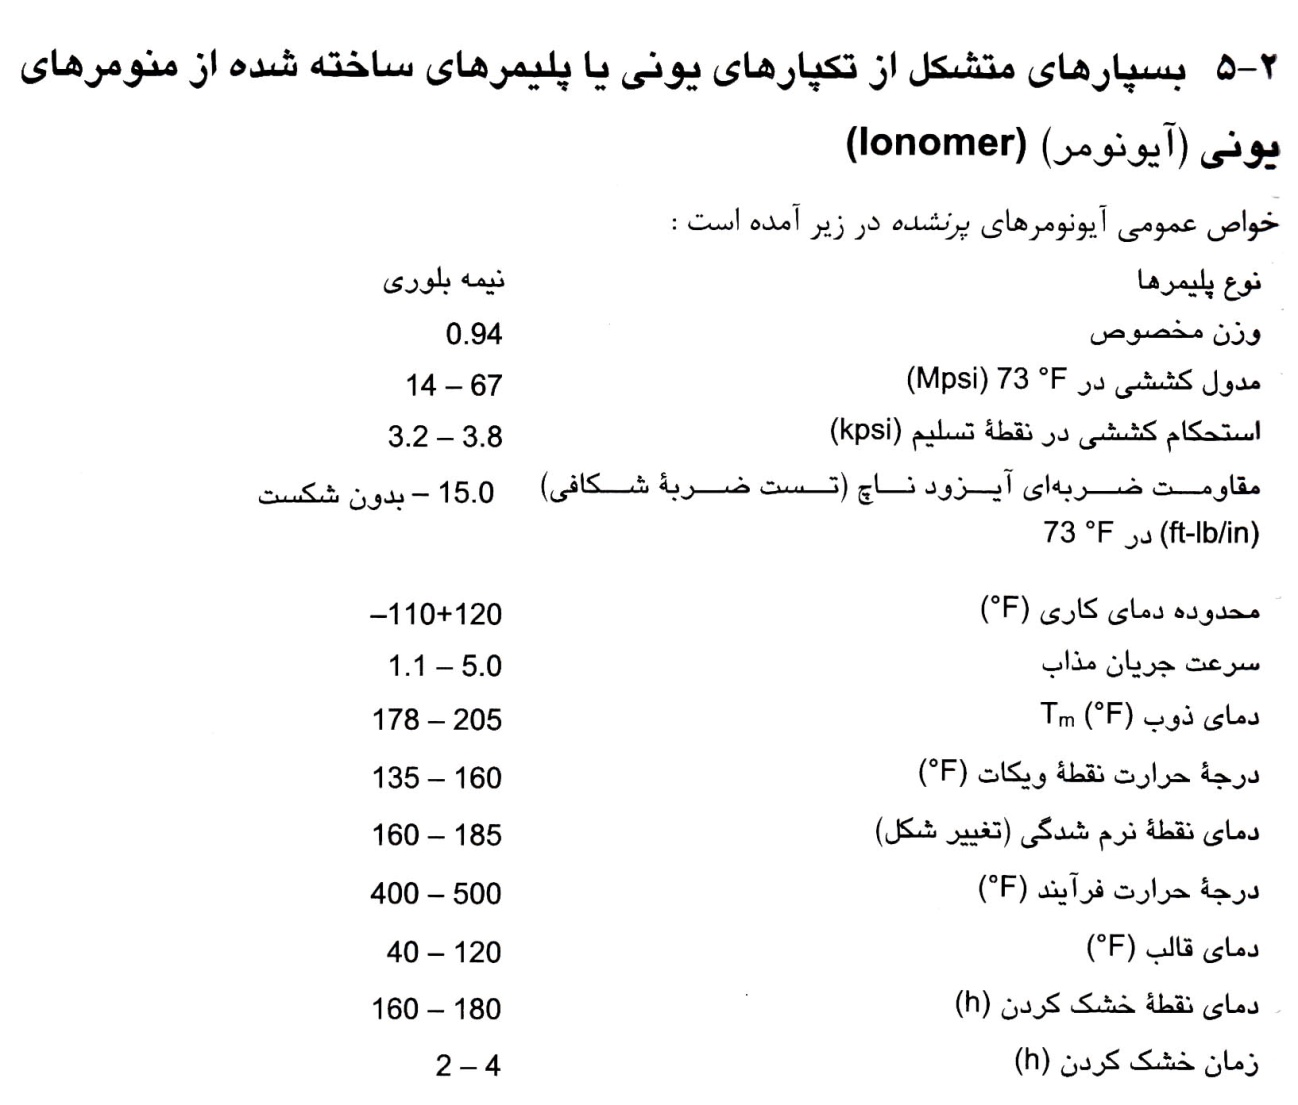 ۵-۲ بسپارهای متشکل از تکپارهای یونی یا پلیمرهای ساخته شده از منومرهای
یونی (آیونومر) (Ionomer)
خواص عمومی آیونومرهای پرنشده در زیر آمده است :
نوع پلیمرها نیمه بلوری
وزن مخصوص 0.94
مدول کششی در 73 °F (Mpsi) 14 – 67
استحکام کششی در نقطهٔ تسلیم (kpsi) 3.2 – 3.8
مقاومت ضربه‌ای آیزود ناچ (تست ضربهٔ شکافی) 15.0 – بدون شکست
(ft-lb/in) در 73 °F
محدوده دمای کاری (°F) –110+120
سرعت جریان مذاب 1.1 – 5.0
دمای ذوب Tm (°F) 178 – 205
درجهٔ حرارت نقطهٔ ویکات (°F) 135 – 160
دمای نقطهٔ نرم شدگی (تغییر شکل) 160 – 185
درجهٔ حرارت فرآیند (°F) 400 – 500
دمای قالب (°F) 40 – 120
دمای نقطهٔ خشک کردن (h) 160 – 180
زمان خشک کردن (h) 2 – 4